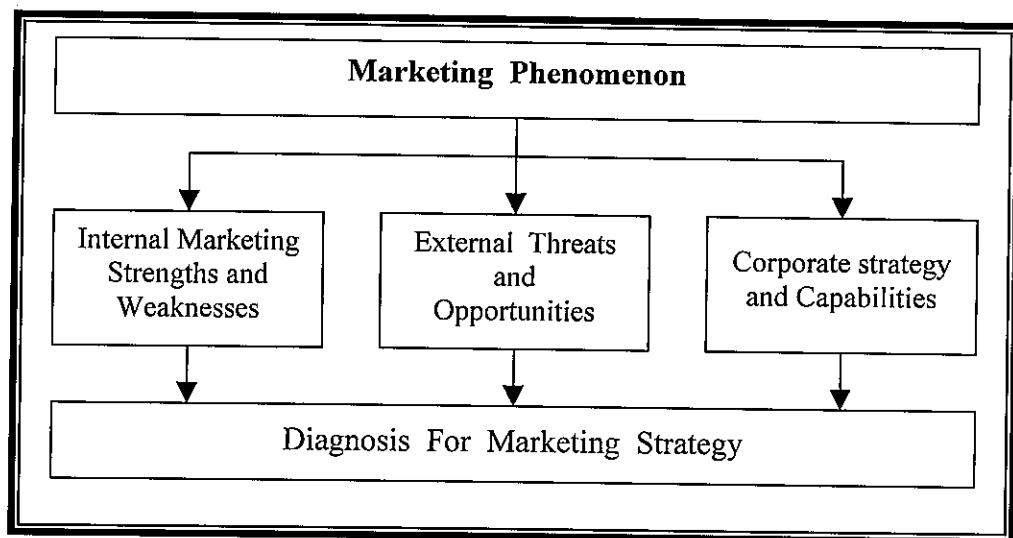 Marketing Phenomenon
Internal Marketing
Strengths and
Weaknesses
External Threats
and
Opportunities
Corporate strategy
and Capabilities
Diagnosis For Marketing Strategy